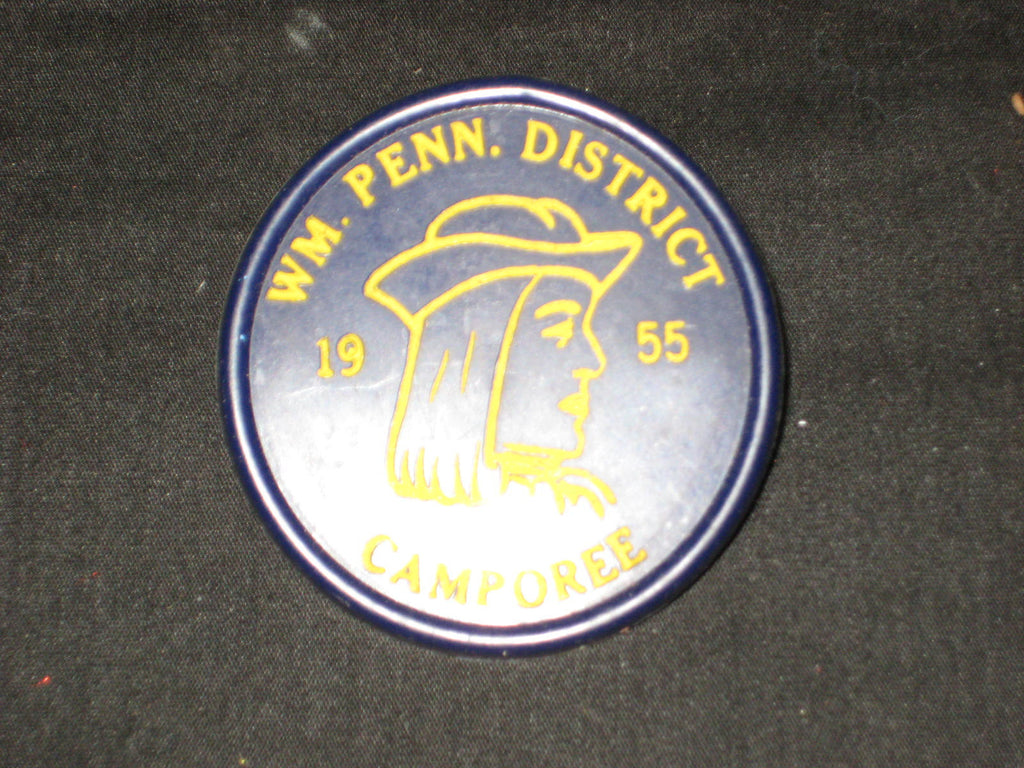 WM. PENN. DISTRICT
19 55
CAMPOREE